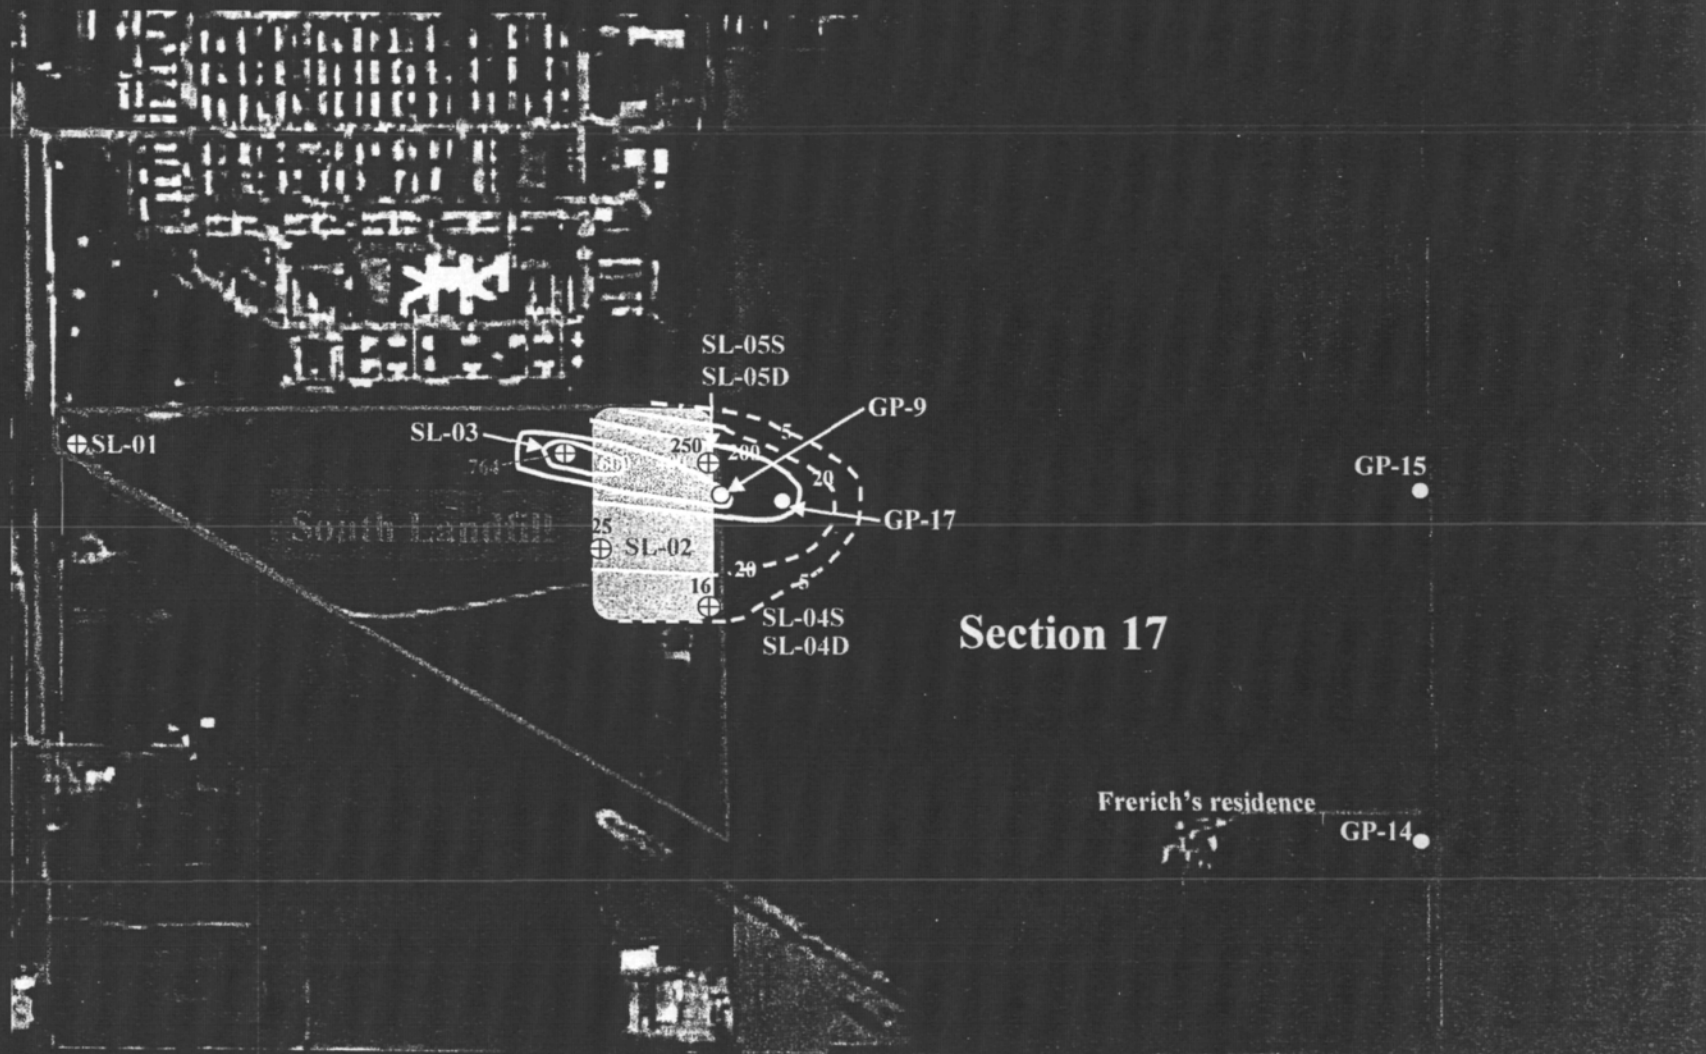 SL-05S
SL-05D
GP-9
5
SL-01
SL-03
250
200
764
600
20
GP-15
GP-17
South Landfill
25
SL-02
20
5
16
SL-04S
SL-04D
Section 17
Frerich's residence
GP-14